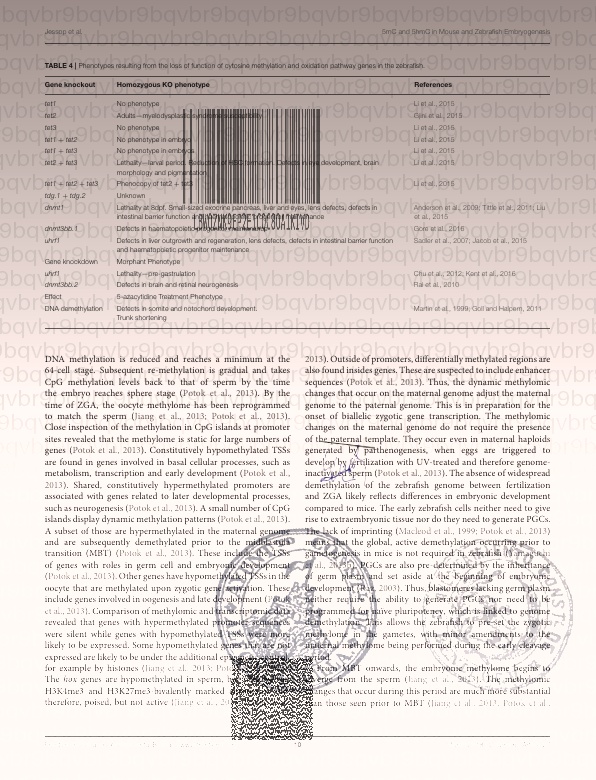 Jessop et al.
5mC and 5hmC in Mouse and Zebrafish Embryogenesis
TABLE 4 | Phenotypes resulting from the loss of function of cytosine methylation and oxidation pathway genes in the zebrafish.
Gene knockout Homozygous KO phenotype References
tet1 No phenotype Li et al., 2015
tet2 Adults—myelodysplastic syndrome susceptibility Gjini et al., 2015
tet3 No phenotype Li et al., 2015
tet1 + tet2 No phenotype in embryo Li et al., 2015
tet1 + tet3 No phenotype in embryo Li et al., 2015
tet2 + tet3 Lethality—larval period. Reduction of HSC formation. Defects in eye development, brain Li et al., 2015
morphology and pigmentation
tet1 + tet2 + tet3 Phenocopy of tet2 + tet3 Li et al., 2015
tdg.1 + tdg.2 Unknown
dnmt1 Lethality at 8dpf. Small-sized exocrine pancreas, liver and eyes, lens defects, defects in Anderson et al., 2009; Tittle et al., 2011; Liu
intestinal barrier function and haematopoietic progenitor maintenance et al., 2015
dnmt3bb.1 Defects in haematopoietic progenitor maintenance Gore et al., 2016
uhrf1 Defects in liver outgrowth and regeneration, lens defects, defects in intestinal barrier function Sadler et al., 2007; Jacob et al., 2015
and haematopoietic progenitor maintenance
Gene knockdown Morphant Phenotype
uhrf1 Lethality—pre-gastrulation Chu et al., 2012; Kent et al., 2016
dnmt3bb.2 Defects in brain and retinal neurogenesis Rai et al., 2010
Effect 5-azacytidine Treatment Phenotype
DNA demethylation Defects in somite and notochord development. Martin et al., 1999; Goll and Halpern, 2011
Trunk shortening
DNA methylation is reduced and reaches a minimum at the
64-cell stage. Subsequent re-methylation is gradual and takes
CpG methylation levels back to that of sperm by the time
the embryo reaches sphere stage (Potok et al., 2013). By the
time of ZGA, the oocyte methylome has been reprogrammed
to match the sperm (Jiang et al., 2013; Potok et al., 2013).
Close inspection of the methylation in CpG islands at promoter
sites revealed that the methylome is static for large numbers of
genes (Potok et al., 2013). Constitutively hypomethylated TSSs
are found in genes involved in basal cellular processes, such as
metabolism, transcription and early development (Potok et al.,
2013). Shared, constitutively hypermethylated promoters are
associated with genes related to later developmental processes,
such as neurogenesis (Potok et al., 2013). A small number of CpG
islands display dynamic methylation patterns (Potok et al., 2013).
A subset of those are hypermethylated in the maternal genome
and are subsequently demethylated prior to the midblastula
transition (MBT) (Potok et al., 2013). These include the TSSs
of genes with roles in germ cell and embryonic development
(Potok et al., 2013). Other genes have hypomethylated TSSs in the
oocyte that are methylated upon zygotic gene activation. These
include genes involved in oogenesis and late development (Potok
et al., 2013). Comparison of methylomic and transcriptomic data
revealed that genes with hypermethylated promoter sequences
were silent while genes with hypomethylated TSSs were more
likely to be expressed. Some hypomethylated genes that are not
expressed are likely to be under the additional epigenetic control,
for example by histones (Jiang et al., 2013; Potok
The hox genes are hypomethylated in sperm,
H3K4me3 and H3K27me3 bivalently marked
therefore, poised, but not active (Jiang et al., 20
2013). Outside of promoters, differentially methylated regions are
also found insides genes. These are suspected to include enhancer
sequences (Potok et al., 2013). Thus, the dynamic methylomic
changes that occur on the maternal genome adjust the maternal
genome to the paternal genome. This is in preparation for the
onset of biallelic zygotic gene transcription. The methylomic
changes on the maternal genome do not require the presence
of the paternal template. They occur even in maternal haploids
generated by parthenogenesis, when eggs are triggered to
develop by fertilization with UV-treated and therefore genome-
inactivated sperm (Potok et al., 2013). The absence of widespread
demethylation of the zebrafish genome between fertilization
and ZGA likely reflects differences in embryonic development
compared to mice. The early zebrafish cells neither need to give
rise to extraembryonic tissue nor do they need to generate PGCs.
The lack of imprinting (Macleod et al., 1999; Potok et al., 2013)
means that the global, active demethylation occurring prior to
gametogenesis in mice is not required in zebrafish (Yamaguchi
et al., 2013). PGCs are also pre-determined by the inheritance
of germ plasm and set aside at the beginning of embryonic
development (Raz, 2003). Thus, blastomeres lacking germ plasm
neither require the ability to generate PGCs nor need to be
programmed for naïve pluripotency, which is linked to genome
demethylation. This allows the zebrafish to pre-set the zygotic
methylome in the gametes, with minor amendments to the
maternal methylome being performed during the early cleavage
period.
From MBT onwards, the embryonic methylome begins to
diverge from the sperm (Jiang et al., 2013). The methylomic
changes that occur during this period are much more substantial
than those seen prior to MBT (Jiang et al., 2013; Potok et al.,
10